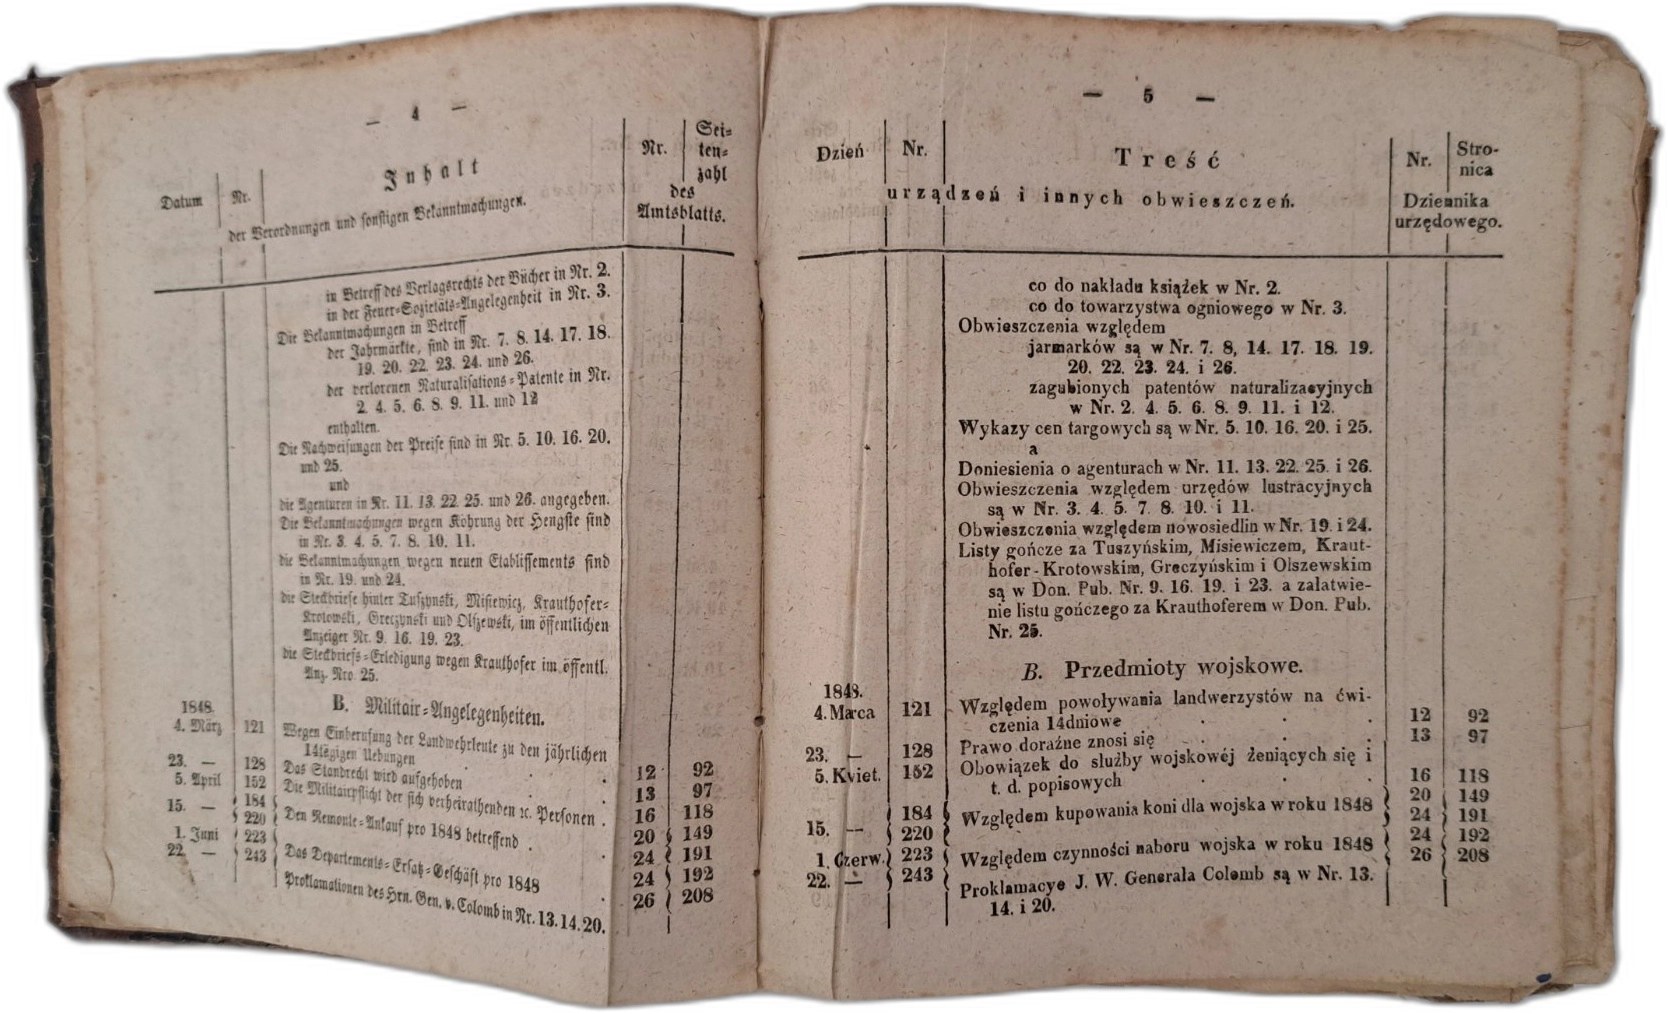 — 4 —
Datum
Nr.
Inhalt
der Verordnungen und sonstigen Bekanntmachungen.
Nr.
Sei=
ten=
zahl
des
Amtsblatts.
in Betreff des Verlagsrechts der Bücher in Nr. 2.
in der Feuer=Sozietäts=Angelegenheit in Nr. 3.
Die Bekanntmachungen in Betreff
der Jahrmärkte, sind in Nr. 7. 8. 14. 17. 18.
19. 20. 22. 23. 24. und 26.
der verlorenen Naturalisations=Patente in Nr.
2. 4. 5. 6. 8. 9. 11. und 12
enthalten.
Die Nachweisungen der Preise sind in Nr. 5. 10. 16. 20.
und 25.
und
die Agenturen in Nr. 11. 13. 22. 25. und 26. angegeben.
Die Bekanntmachungen wegen Köhrung der Hengste sind
in Nr. 3. 4. 5. 7. 8. 10. 11.
die Bekanntmachungen wegen neuen Etablissements sind
in Nr. 19. und 24.
die Steckbriefe hinter Tuszynski, Misiewicz, Krauthofer=
Krotowski, Greczynski und Olszewski, im öffentlichen
Anzeiger Nr. 9. 16. 19. 23.
die Steckbriefs=Erledigung wegen Krauthofer im öffentl.
Anz. Nro. 25.
B. Militair=Angelegenheiten.
1848.
4. März 121 Wegen Einberufung der Landwehrleute zu den jährlichen
14tägigen Uebungen . . 12 92
23. — 128 Das Standrecht wird aufgehoben . . 13 97
5. April 152 Die Militairpflicht der sich verheirathenden ꝛc. Personen . 16 118
15. — { 184 Den Remonte=Ankauf pro 1848 betreffend . . 20 } 149
220 24 191
1. Juni 223 Das Departements=Ersatz=Geschäft pro 1848 24 192
22 — 243 Proklamationen des Hrn. Gen. v. Colomb in Nr. 13. 14. 20. 26 208
— 5 —
Dzień
Nr.
Treść
urządzeń i innych obwieszczeń.
Nr.
Stro-
nica
Dziennika
urzędowego.
co do nakładu książek w Nr. 2.
co do towarzystwa ogniowego w Nr. 3.
Obwieszczenia względem
jarmarków są w Nr. 7. 8, 14. 17. 18. 19.
20. 22. 23. 24. i 26.
zagubionych patentów naturalizacyjnych
w Nr. 2. 4. 5. 6. 8. 9. 11. i 12.
Wykazy cen targowych są w Nr. 5. 10. 16. 20. i 25.
a
Doniesienia o agenturach w Nr. 11. 13. 22. 25. i 26.
Obwieszczenia względem urzędów lustracyjnych
są w Nr. 3. 4. 5. 7. 8. 10. i 11.
Obwieszczenia względem nowosiedlin w Nr. 19. i 24.
Listy gończe za Tuszyńskim, Misiewiczem, Kraut-
hofer-Krotowskim, Greczyńskim i Olszewskim
są w Don. Pub. Nr. 9. 16. 19. i 23. a załatwie-
nie listu gończego za Krauthoferem w Don. Pub.
Nr. 25.
B. Przedmioty wojskowe.
1848.
4. Marca 121 Względem powoływania landwerzystów na ćwi-
czenia 14dniowe . . . 12 92
23. — 128 Prawo doraźne znosi się . . . 13 97
5. Kwiet. 152 Obowiązek do służby wojskowéj żeniących się i
t. d. popisowych . . . 16 118
15. — { 184 Względem kupowania koni dla wojska w roku 1848 { 20 149
220 24 191
1. Czerw. 223 Względem czynności naboru wojska w roku 1848 24 192
22. — 243 Proklamacye J. W. Generała Colomb są w Nr. 13. 26 208
14. i 20.